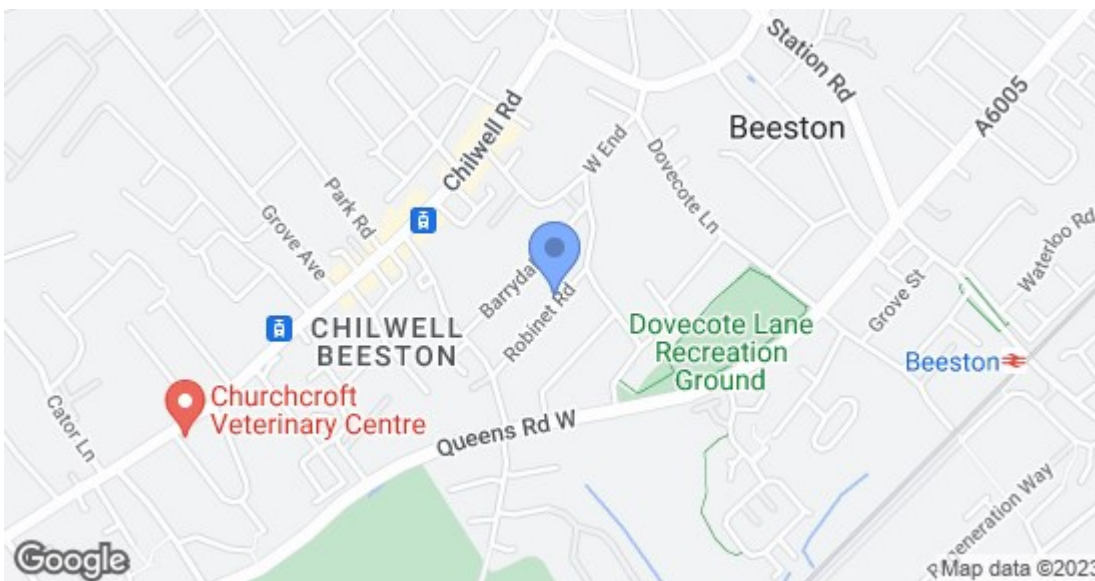 Station Rd
A6005
Beeston
Chilwell Rd
W End
Dovecote Ln
Park Rd
Grove Ave
Waterloo Rd
Grove St
Robinet Rd
CHILWELL
BEESTON
Dovecote Lane
Recreation
Ground
Beeston
Churchcroft
Veterinary Centre
Cator Ln
Queens Rd W
Google
Map data ©2023